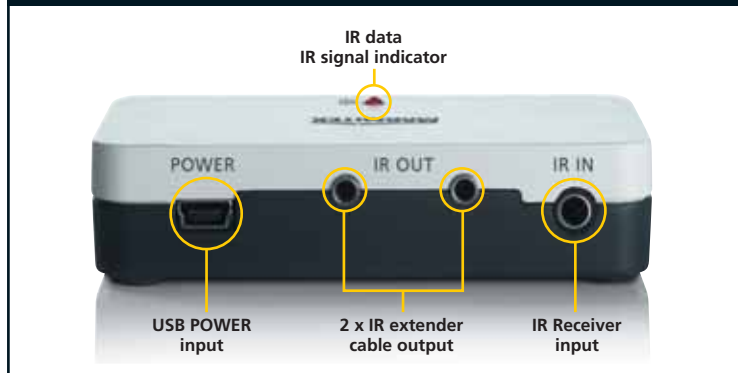 IR data
IR signal indicator
MARMITEK
POWER
IR OUT
IR IN
USB POWER
input
2 x IR extender
cable output
IR Receiver
input